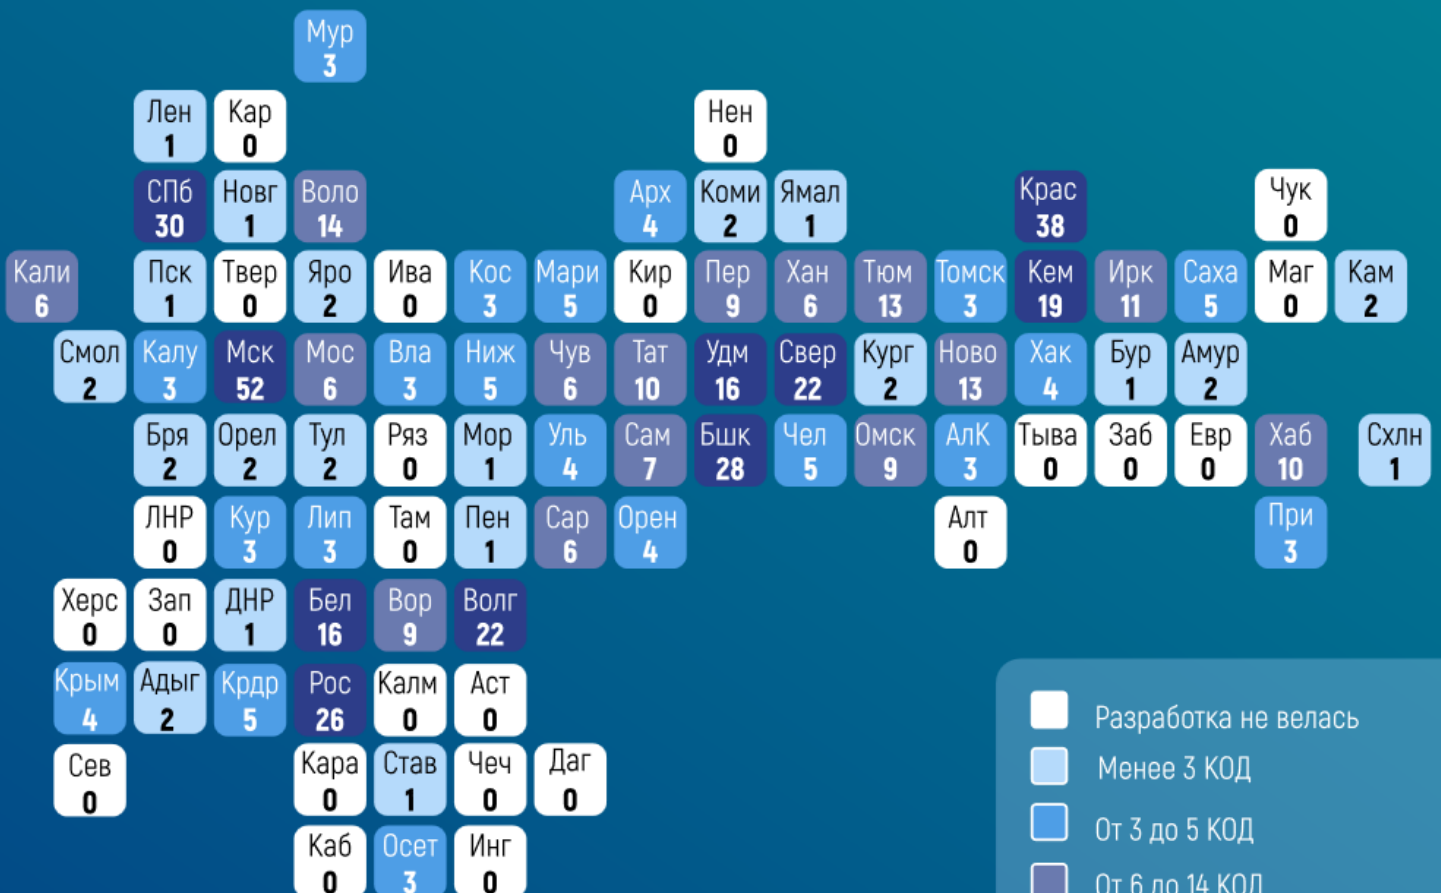 Мур
3
Лен Кар Нен
1 0 0
СПб Новг Воло Арх Коми Ямал Крас Чук
30 1 14 4 2 1 38 0
Кали Пск Твер Яро Ива Кос Мари Кир Пер Хан Тюм Томск Кем Ирк Саха Маг Кам
6 1 0 2 0 3 5 0 9 6 13 3 19 11 5 0 2
Смол Калу Мск Мос Вла Ниж Чув Тат Удм Свер Кург Ново Хак Бур Амур
2 3 52 6 3 5 6 10 16 22 2 13 4 1 2
Бря Орел Тул Ряз Мор Уль Сам Бшк Чел Омск АлК Тыва Заб Евр Хаб Схлн
2 2 2 0 1 4 7 28 5 9 3 0 0 0 10 1
ЛНР Кур Лип Там Пен Сар Орен Алт При
0 3 3 0 1 6 4 0 3
Херс Зап ДНР Бел Вор Волг
0 0 1 16 9 22
Крым Адыг Крдр Рос Калм Аст
4 2 5 26 0 0
Сев Кара Став Чеч Даг
0 0 1 0 0
Каб Осет Инг
0 3 0
Разработка не велась
Менее 3 КОД
От 3 до 5 КОД
От 6 до 14 КОД